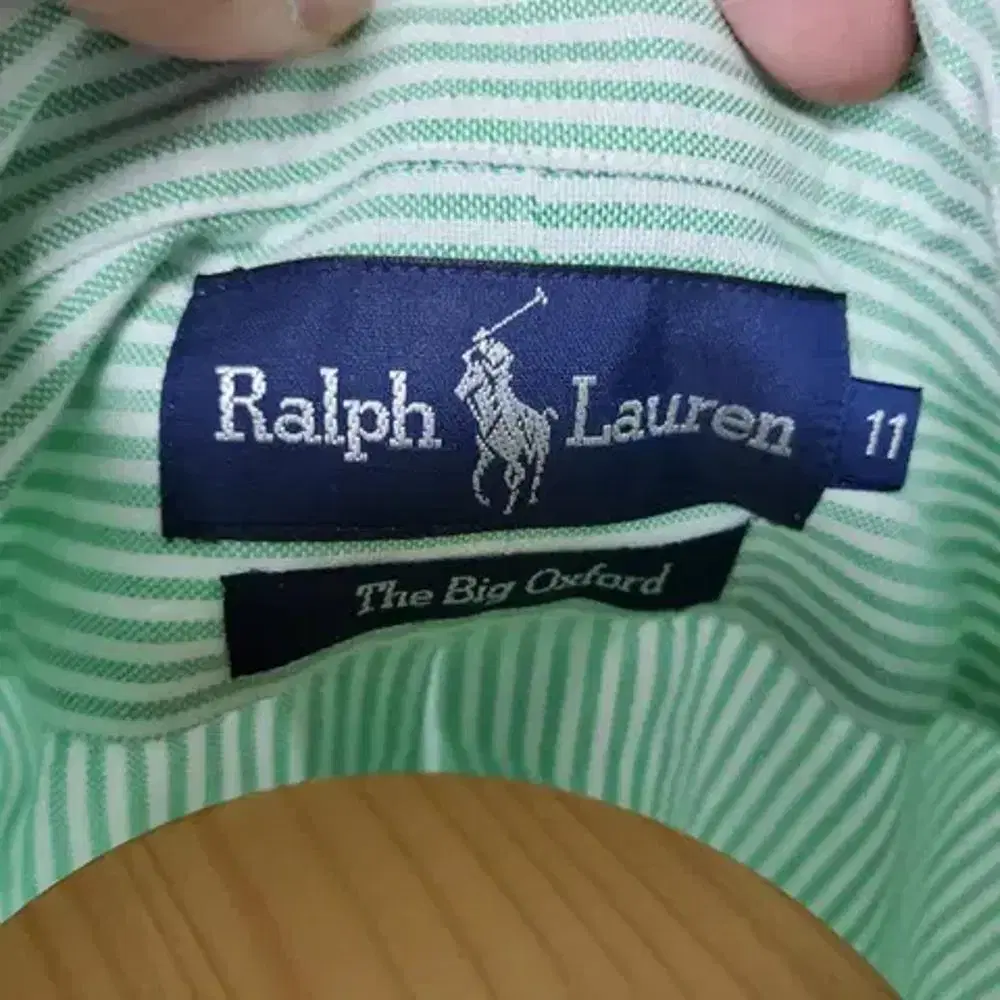 Ralph Lauren
11
The Big Oxford